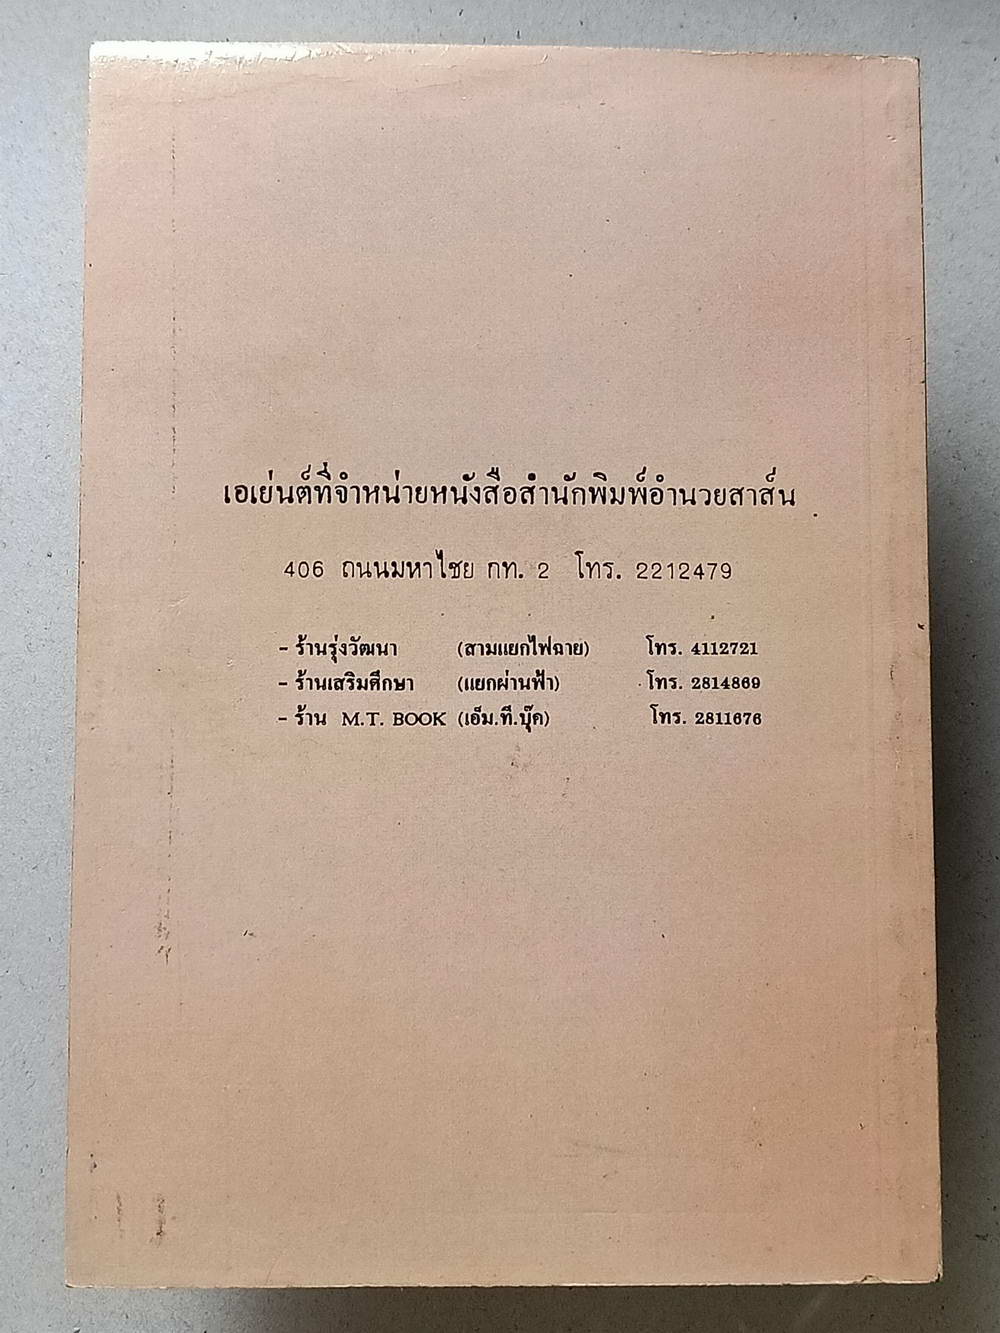 เอเย่นต์ที่จำหน่ายหนังสือสำนักพิมพ์อำนวยสาส์น
406 ถนนมหาไชย กท. 2 โทร. 2212479
- ร้านรุ่งวัฒนา (สามแยกไฟฉาย) โทร. 4112721
- ร้านเสริมศึกษา (แยกผ่านฟ้า) โทร. 2814869
- ร้าน M.T. BOOK (เอ็ม.ที.บุ๊ค) โทร. 2811676